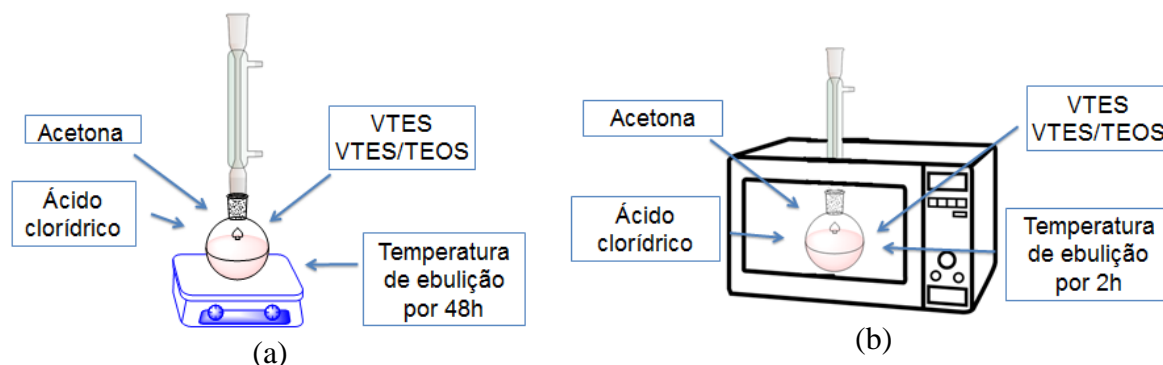 Acetona
VTES
VTES/TEOS
Ácido
clorídrico
Temperatura
de ebulição
por 48h
(a)
Acetona
VTES
VTES/TEOS
Ácido
clorídrico
Temperatura
de ebulição
por 2h
(b)